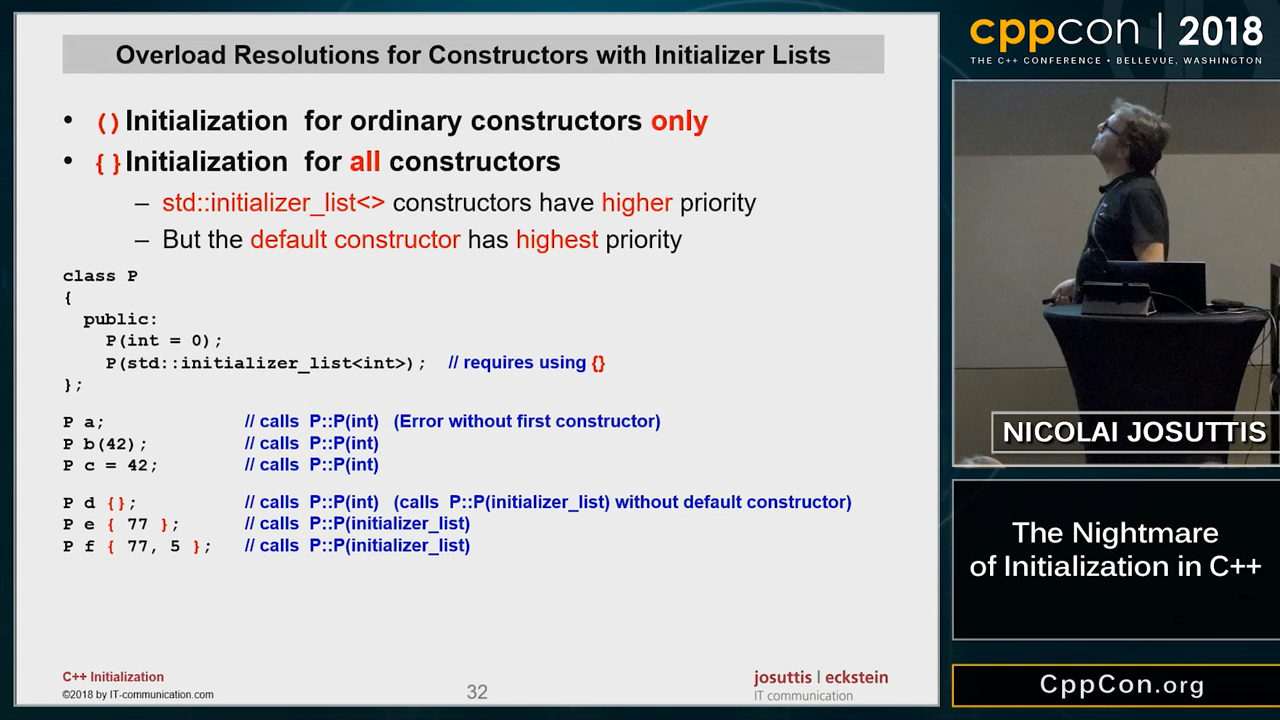 Overload Resolutions for Constructors with Initializer Lists
• () Initialization for ordinary constructors only
• {} Initialization for all constructors
– std::initializer_list<> constructors have higher priority
– But the default constructor has highest priority
class P
{
public:
P(int = 0);
P(std::initializer_list<int>); // requires using {}
};
P a; // calls P::P(int) (Error without first constructor)
P b(42); // calls P::P(int)
P c = 42; // calls P::P(int)
P d {}; // calls P::P(int) (calls P::P(initializer_list) without default constructor)
P e { 77 }; // calls P::P(initializer_list)
P f { 77, 5 }; // calls P::P(initializer_list)
C++ Initialization
©2018 by IT-communication.com
32
josuttis | eckstein
IT communication
cppcon | 2018
THE C++ CONFERENCE • BELLEVUE, WASHINGTON
NICOLAI JOSUTTIS
The Nightmare
of Initialization in C++
CppCon.org